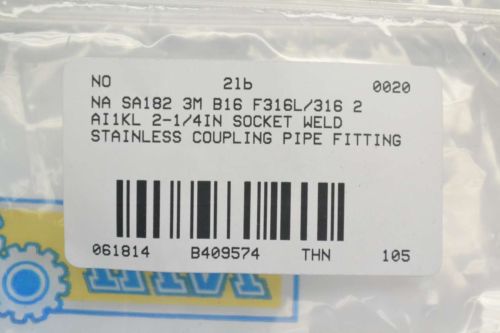 NO 2lb 0020
NA SA182 3M B16 F316L/316 2
AI1KL 2-1/4IN SOCKET WELD
STAINLESS COUPLING PIPE FITTING
061814 B409574 THN 105